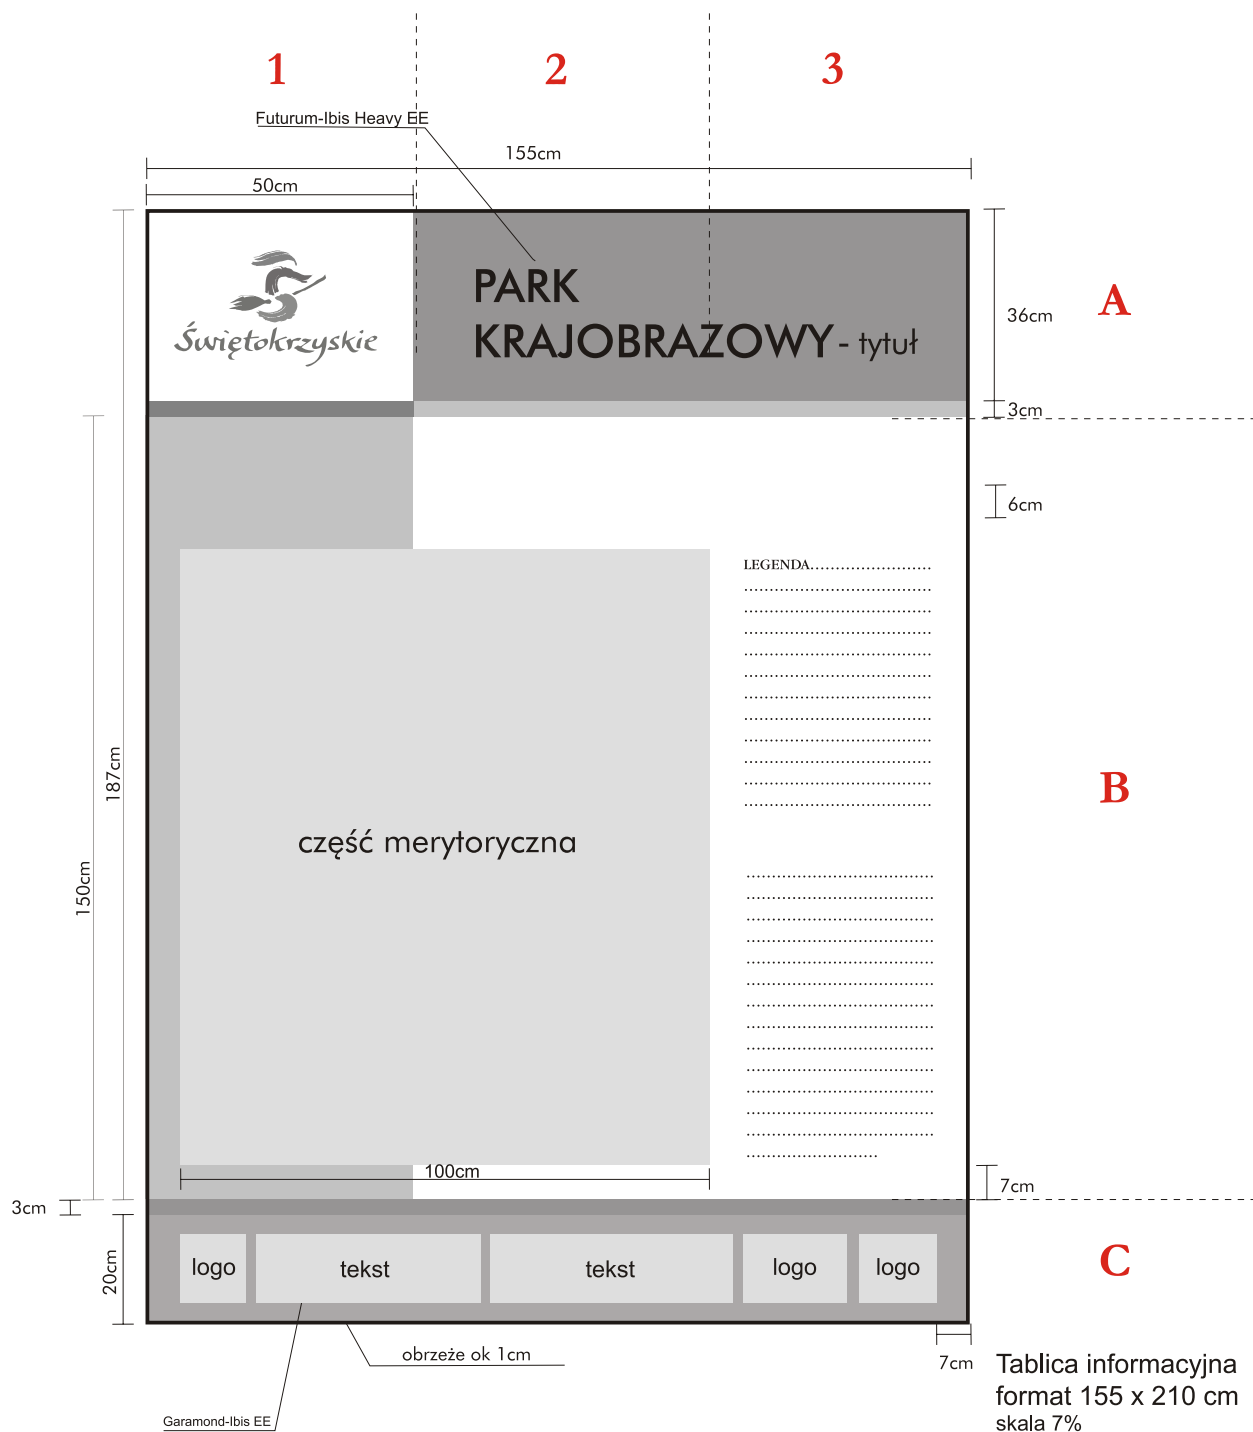 1 2 3
Futurum-Ibis Heavy EE
155cm
50cm
Świętokrzyskie
PARK
KRAJOBRAZOWY - tytuł
A
36cm
3cm
6cm
LEGENDA........................
187cm
B
część merytoryczna
150cm
100cm
7cm
3cm
20cm
logo tekst tekst logo logo
C
obrzeże ok 1cm
7cm
Garamond-Ibis EE
Tablica informacyjna
format 155 x 210 cm
skala 7%